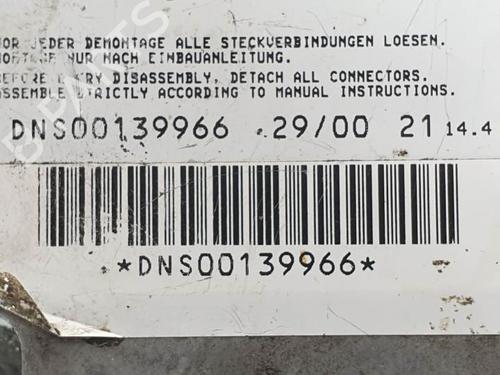 VOR JEDER DEMONTAGE ALLE STECKVERBINDUNGEN LOESEN.
MONTAGE NUR NACH EINBAUANLEITUNG.
BEFORE DISASSEMBLY, DETACH ALL CONNECTORS.
ASSEMBLE STRICTLY ACCORDING TO MANUAL INSTRUCTIONS.
DNS00139966 29/00 21 14.4
*DNS00139966*